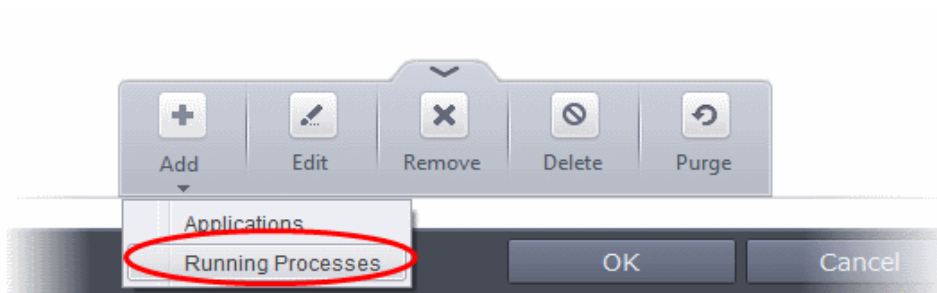 Add Edit Remove Delete Purge
Applications
Running Processes OK Cancel